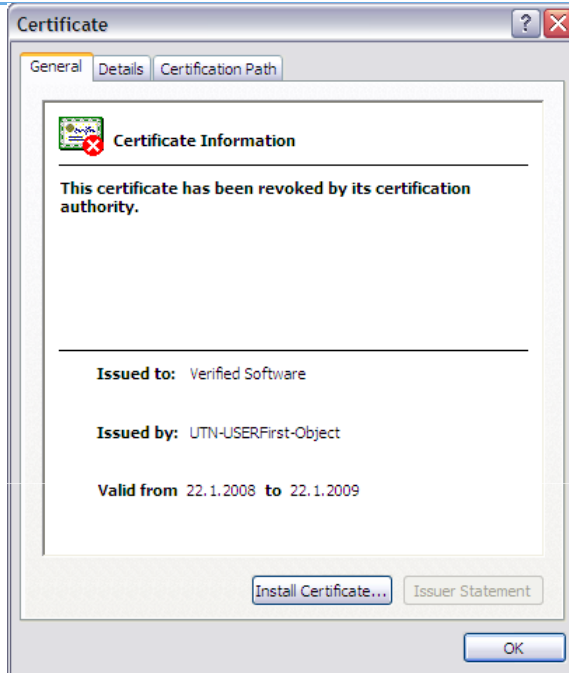 Certificate
General Details Certification Path
Certificate Information
This certificate has been revoked by its certification
authority.
Issued to: Verified Software
Issued by: UTN-USERFirst-Object
Valid from 22.1.2008 to 22.1.2009
Install Certificate... Issuer Statement
OK